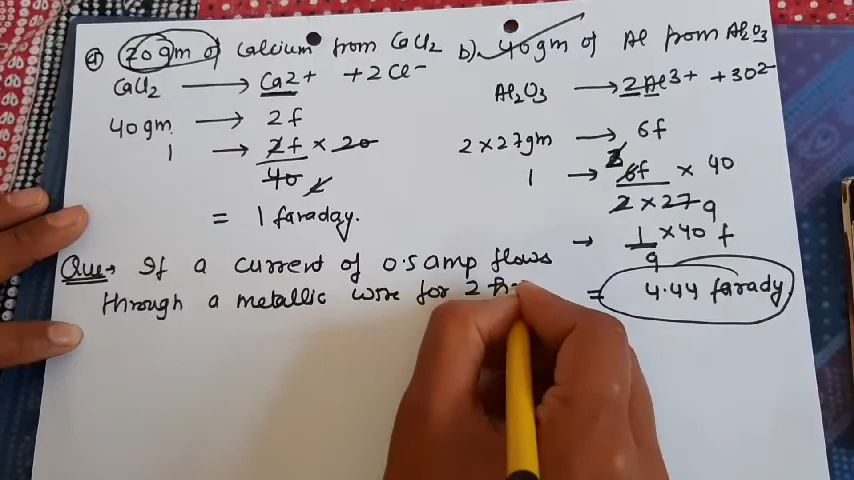 a) 20gm of Calcium from CaCl2
CaCl2 → Ca2+ + 2Cl-
40gm. → 2f
1 → 2f × 20
40
= 1 faraday.
b) 40gm of Al from Al2O3
Al2O3 → 2Al3+ + 3O2-
2×27gm → 6f
1 → 6f × 40
2 × 27 9
→ 1 × 40 f
9
= 4.44 farady
Que→ If a current of 0.5 amp flows
through a metallic wire for 2